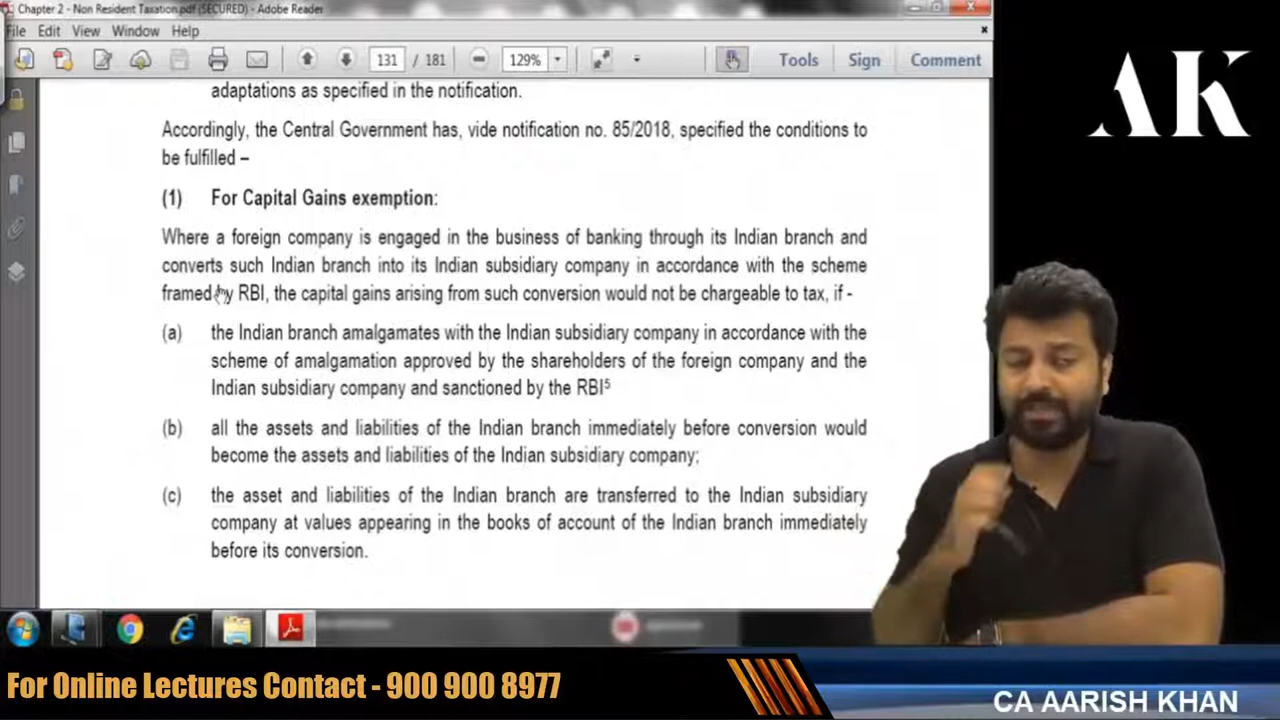 Chapter 2 - Non Resident Taxation.pdf (SECURED) - Adobe Reader
File Edit View Window Help
131 / 181 129% Tools Sign Comment
adaptations as specified in the notification.
Accordingly, the Central Government has, vide notification no. 85/2018, specified the conditions to
be fulfilled –
(1) For Capital Gains exemption:
Where a foreign company is engaged in the business of banking through its Indian branch and
converts such Indian branch into its Indian subsidiary company in accordance with the scheme
framed by RBI, the capital gains arising from such conversion would not be chargeable to tax, if -
(a) the Indian branch amalgamates with the Indian subsidiary company in accordance with the
scheme of amalgamation approved by the shareholders of the foreign company and the
Indian subsidiary company and sanctioned by the RBI⁵
(b) all the assets and liabilities of the Indian branch immediately before conversion would
become the assets and liabilities of the Indian subsidiary company;
(c) the asset and liabilities of the Indian branch are transferred to the Indian subsidiary
company at values appearing in the books of account of the Indian branch immediately
before its conversion.
AK
For Online Lectures Contact - 900 900 8977
CA AARISH KHAN